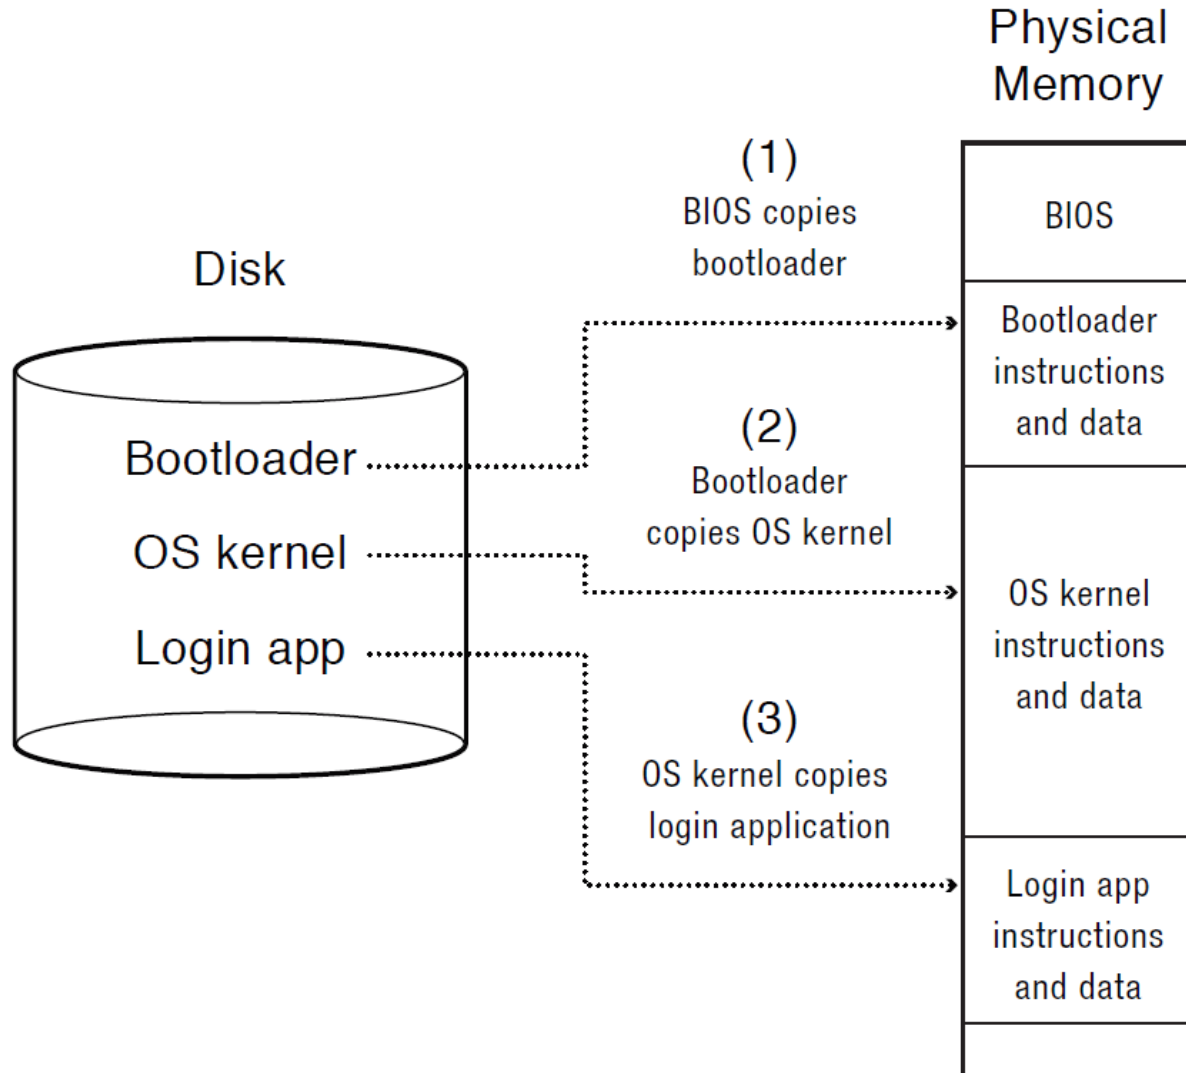 Physical
Memory
(1)
BIOS copies
bootloader
BIOS
Disk
Bootloader
instructions
and data
Bootloader
OS kernel
Login app
(2)
Bootloader
copies OS kernel
OS kernel
instructions
and data
(3)
OS kernel copies
login application
Login app
instructions
and data